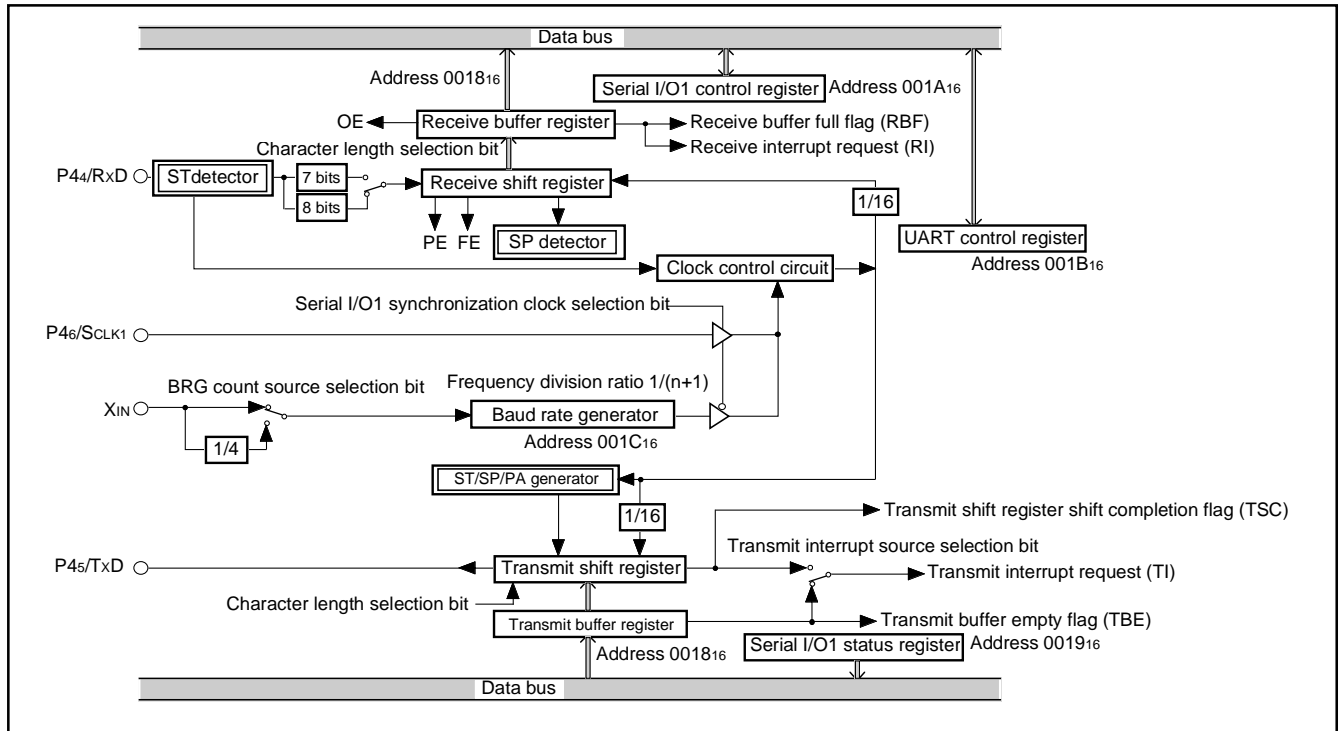 Data bus
Address 001816
Serial I/O1 control register
Address 001A16
OE
Receive buffer register
Receive buffer full flag (RBF)
Receive interrupt request (RI)
Character length selection bit
P44/RXD
STdetector
7 bits
8 bits
Receive shift register
1/16
PE
FE
SP detector
UART control register
Address 001B16
Clock control circuit
Serial I/O1 synchronization clock selection bit
P46/SCLK1
BRG count source selection bit
Frequency division ratio 1/(n+1)
XIN
Baud rate generator
1/4
Address 001C16
ST/SP/PA generator
1/16
Transmit shift register shift completion flag (TSC)
Transmit interrupt source selection bit
P45/TXD
Transmit shift register
Transmit interrupt request (TI)
Character length selection bit
Transmit buffer register
Transmit buffer empty flag (TBE)
Address 001816
Serial I/O1 status register
Address 001916
Data bus